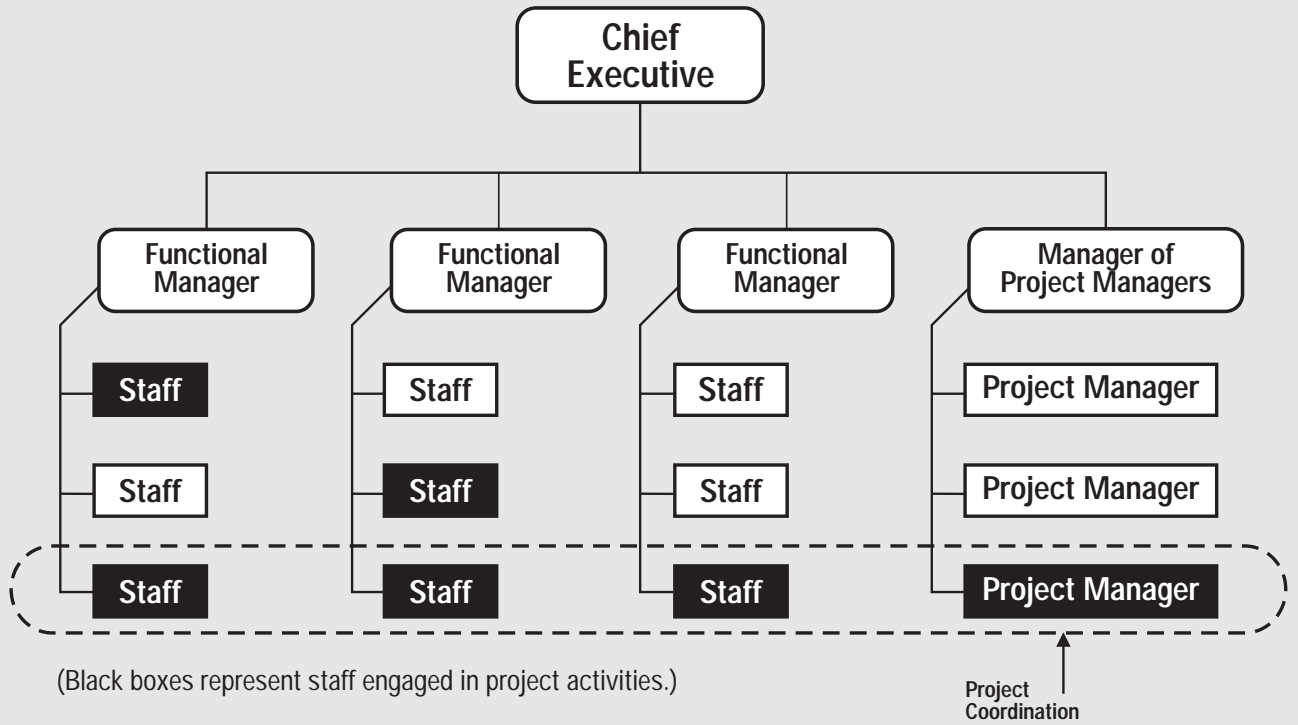 Chief
Executive
Functional
Manager
Functional
Manager
Functional
Manager
Manager of
Project Managers
Staff
Staff
Staff
Project Manager
Staff
Staff
Staff
Project Manager
Staff
Staff
Staff
Project Manager
(Black boxes represent staff engaged in project activities.)
Project
Coordination